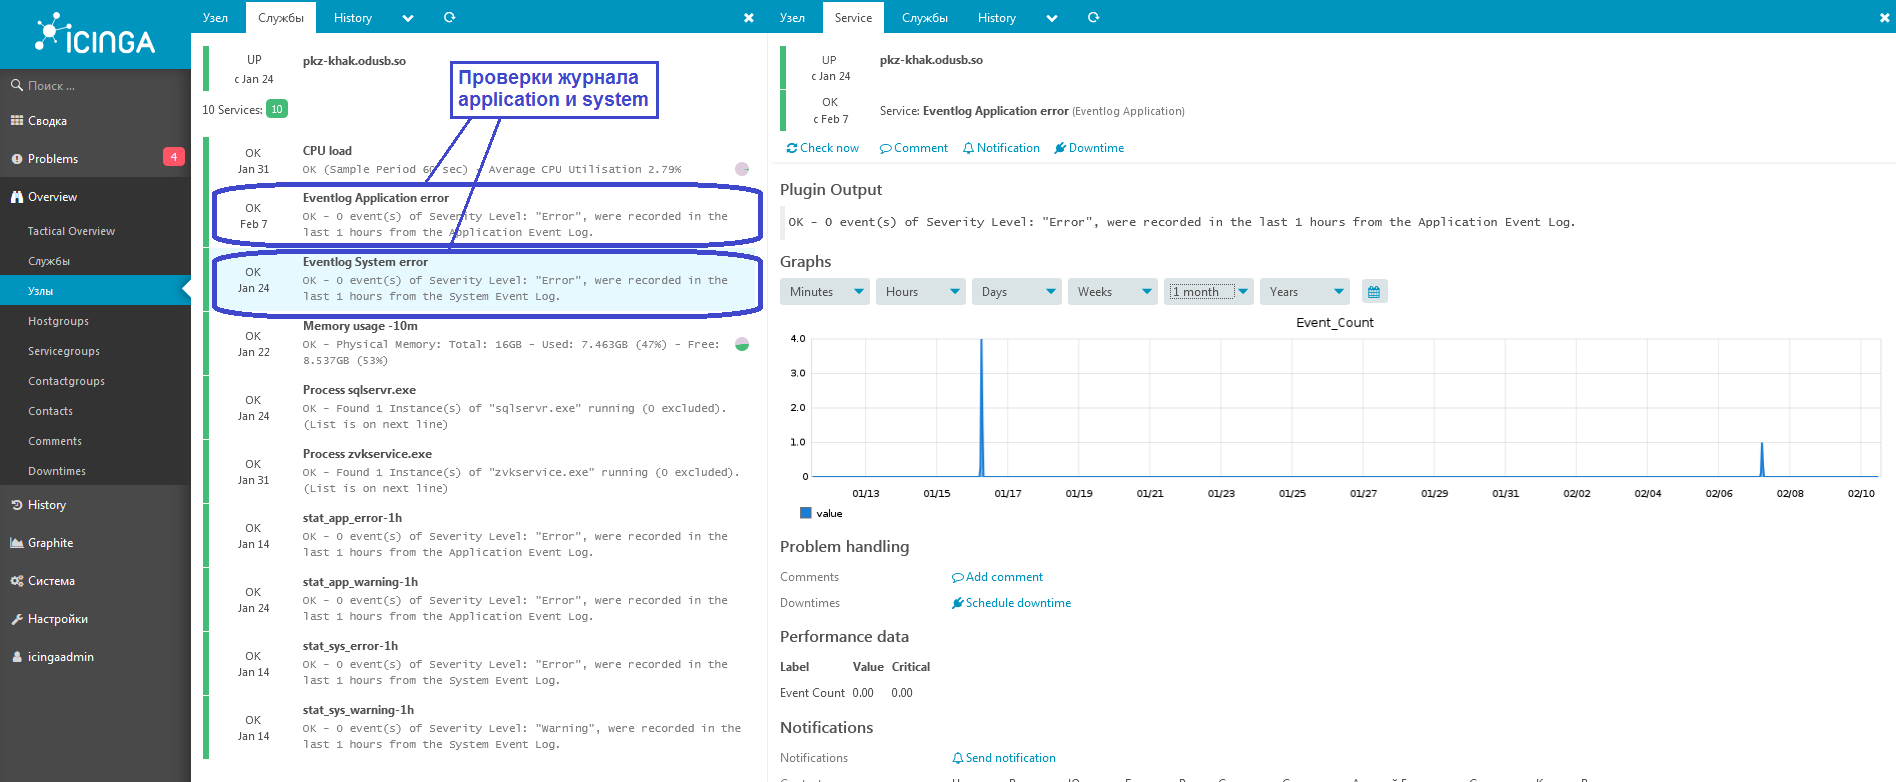 ICINGA
Поиск ...
Сводка
Problems 4
Overview
Tactical Overview
Службы
Узлы
Hostgroups
Servicegroups
Contactgroups
Contacts
Comments
Downtimes
History
Graphite
Система
Настройки
icingaadmin
Узел Службы History
UP
с Jan 24
pkz-khak.odusb.so
10 Services: 10
Проверки журнала
application и system
OK
Jan 31
CPU load
OK (Sample Period 60 sec) - Average CPU Utilisation 2.79%
OK
Feb 7
Eventlog Application error
OK - 0 event(s) of Severity Level: "Error", were recorded in the
last 1 hours from the Application Event Log.
OK
Jan 24
Eventlog System error
OK - 0 event(s) of Severity Level: "Error", were recorded in the
last 1 hours from the System Event Log.
OK
Jan 22
Memory usage -10m
OK - Physical Memory: Total: 16GB - Used: 7.463GB (47%) - Free:
8.537GB (53%)
OK
Jan 24
Process sqlservr.exe
OK - Found 1 Instance(s) of "sqlservr.exe" running (0 excluded).
(List is on next line)
OK
Jan 31
Process zvkservice.exe
OK - Found 1 Instance(s) of "zvkservice.exe" running (0 excluded).
(List is on next line)
OK
Jan 14
stat_app_error-1h
OK - 0 event(s) of Severity Level: "Error", were recorded in the
last 1 hours from the Application Event Log.
OK
Jan 24
stat_app_warning-1h
OK - 0 event(s) of Severity Level: "Error", were recorded in the
last 1 hours from the Application Event Log.
OK
Jan 14
stat_sys_error-1h
OK - 0 event(s) of Severity Level: "Error", were recorded in the
last 1 hours from the System Event Log.
OK
Jan 14
stat_sys_warning-1h
OK - 0 event(s) of Severity Level: "Warning", were recorded in the
last 1 hours from the System Event Log.
Узел Service Службы History
UP
с Jan 24
pkz-khak.odusb.so
OK
с Feb 7
Service: Eventlog Application error (Eventlog Application)
Check now Comment Notification Downtime
Plugin Output
OK - 0 event(s) of Severity Level: "Error", were recorded in the last 1 hours from the Application Event Log.
Graphs
Minutes Hours Days Weeks 1 month Years
Event_Count
4.0
3.0
2.0
1.0
0
01/13 01/15 01/17 01/19 01/21 01/23 01/25 01/27 01/29 01/31 02/02 02/04 02/06 02/08 02/10
value
Problem handling
Comments Add comment
Downtimes Schedule downtime
Performance data
Label Value Critical
Event Count 0.00 0.00
Notifications
Notifications Send notification